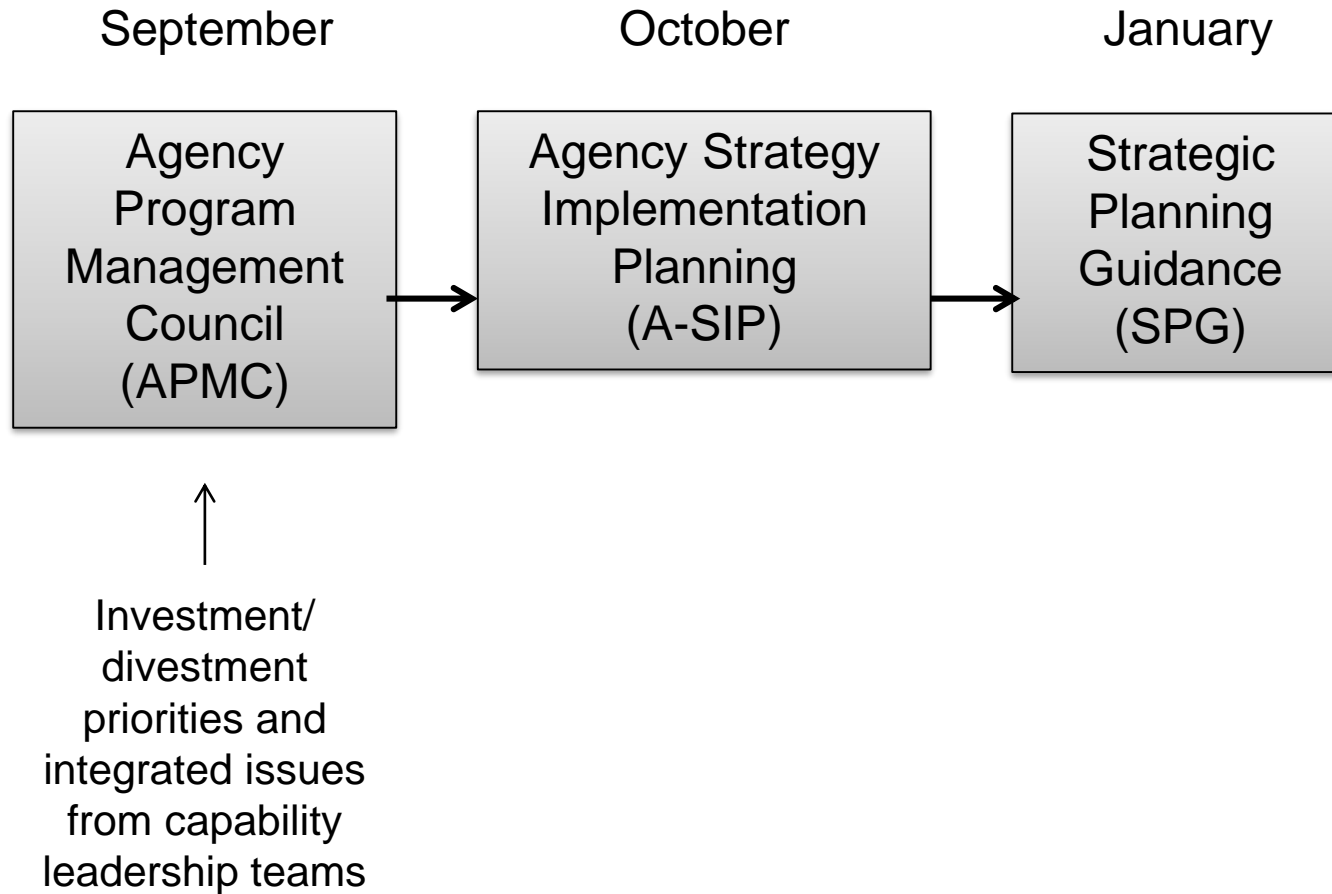 September
October
January
Agency
Program
Management
Council
(APMC)
Agency Strategy
Implementation
Planning
(A-SIP)
Strategic
Planning
Guidance
(SPG)
Investment/
divestment
priorities and
integrated issues
from capability
leadership teams